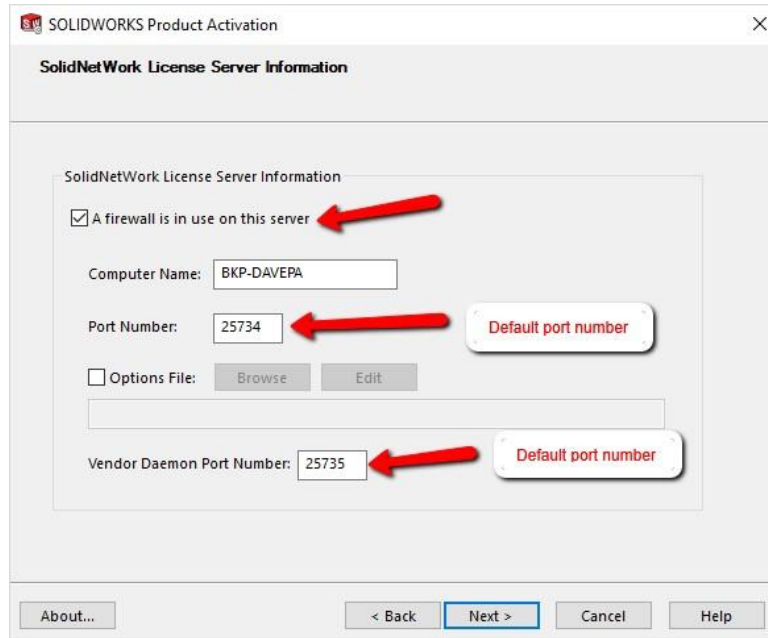 SOLIDWORKS Product Activation
SolidNetWork License Server Information
SolidNetWork License Server Information
A firewall is in use on this server
Computer Name: BKP-DAVEPA
Port Number: 25734 Default port number
Options File: Browse Edit
Vendor Daemon Port Number: 25735 Default port number
About... < Back Next > Cancel Help